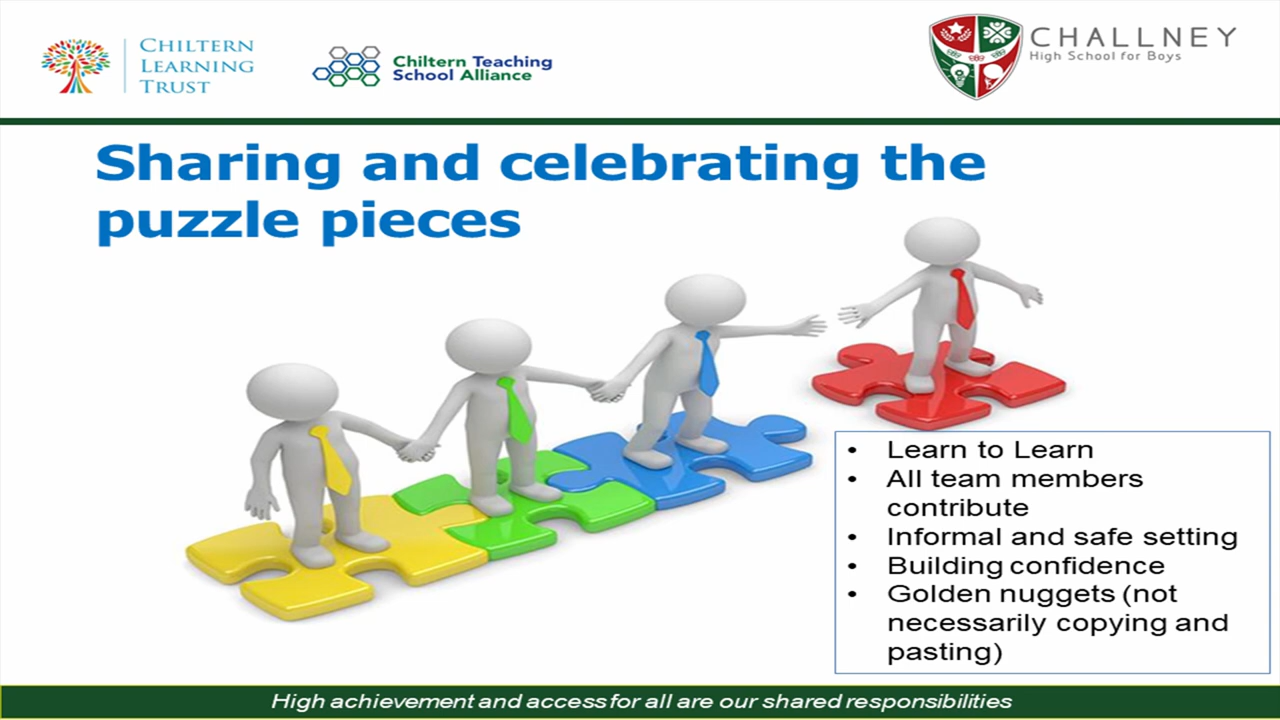 CHILTERN
LEARNING
TRUST
Chiltern Teaching
School Alliance
CHALLNEY
High School for Boys
Sharing and celebrating the
puzzle pieces
• Learn to Learn
• All team members
contribute
• Informal and safe setting
• Building confidence
• Golden nuggets (not
necessarily copying and
pasting)
High achievement and access for all are our shared responsibilities